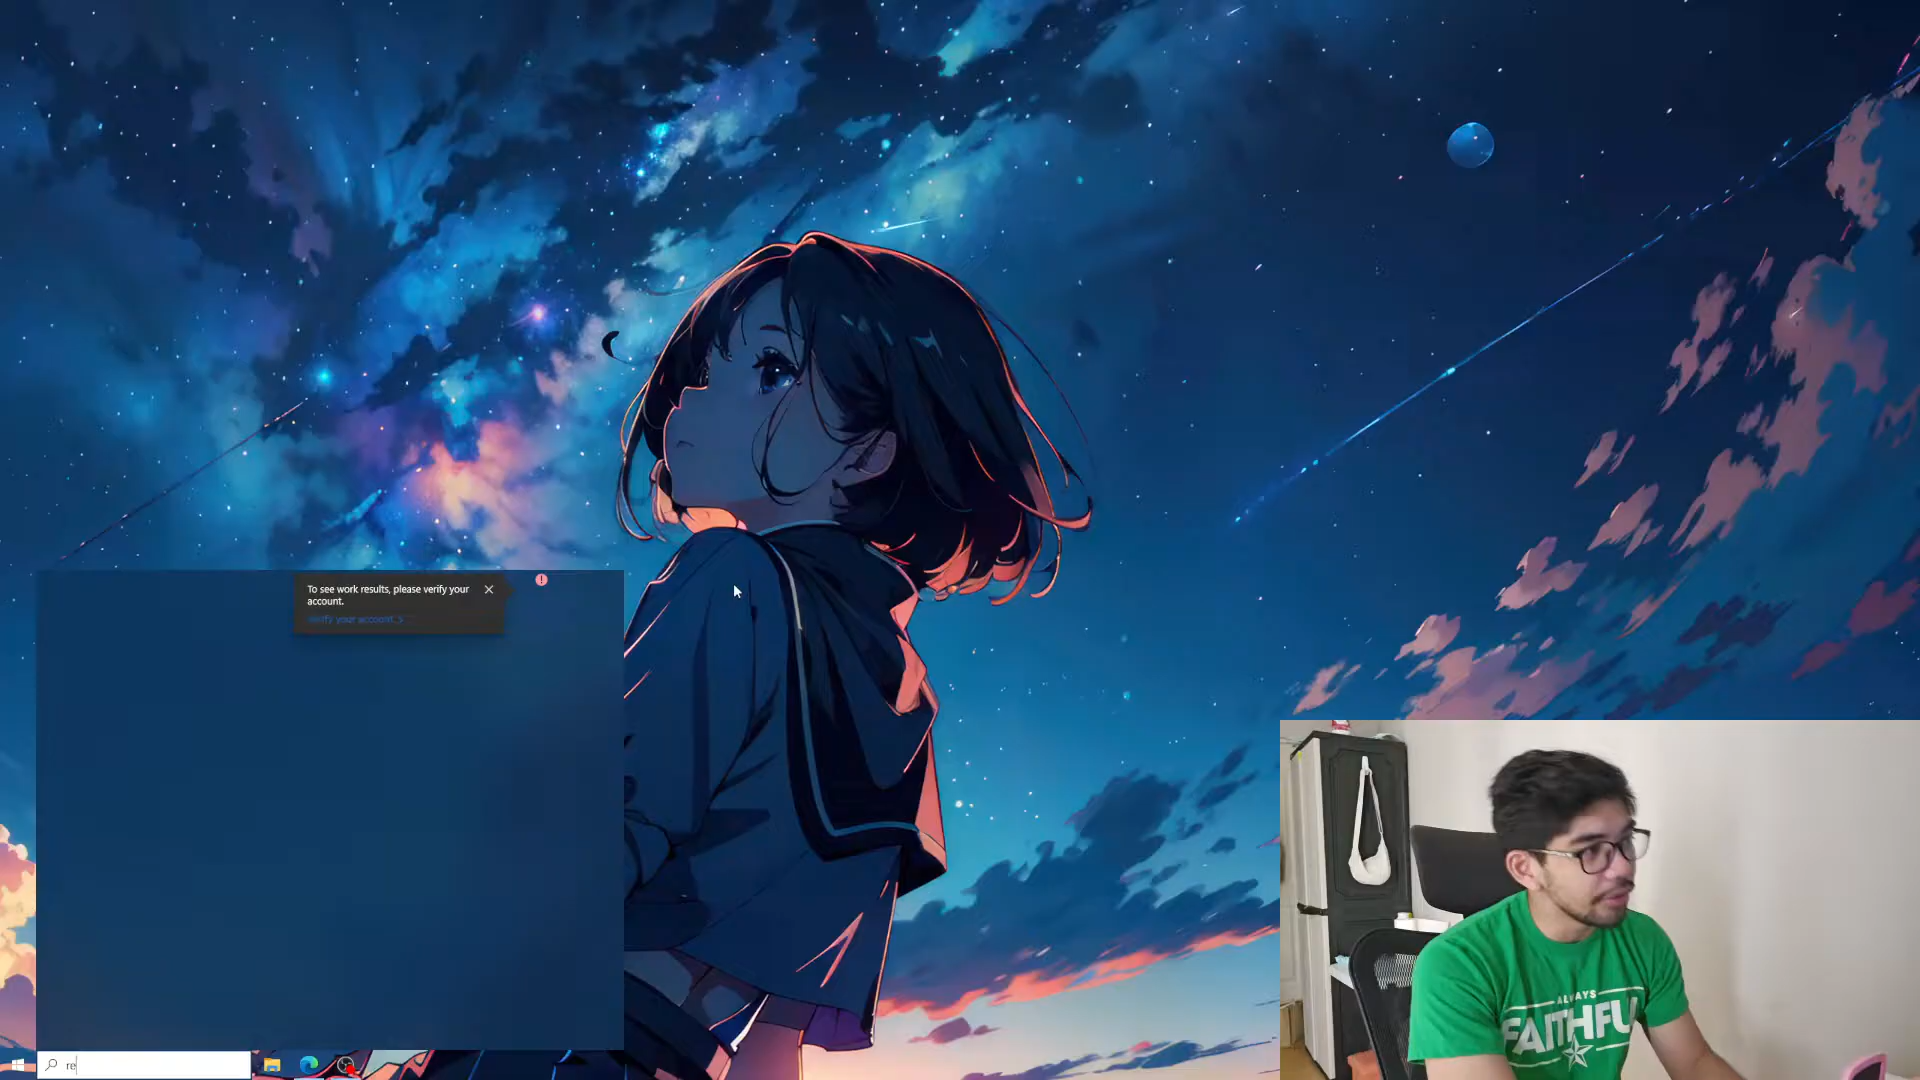 To see work results, please verify your
account.
Verify your account
re
ALWAYS
FAITHFU